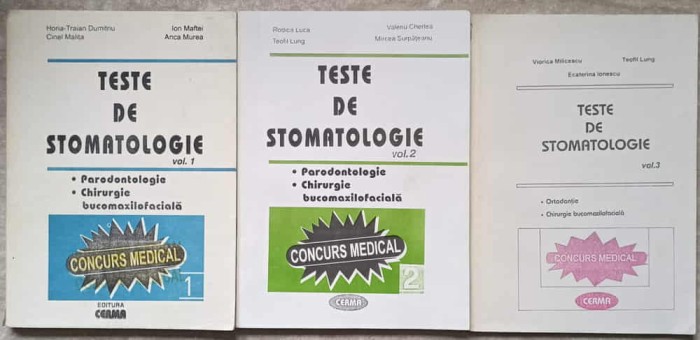 Horia-Traian Dumitriu
Ion Maftei
Cinel Malița
Anca Murea
TESTE
DE
STOMATOLOGIE
vol. 1
• Parodontologie
• Chirurgie
bucomaxilofacială
CONCURS MEDICAL
1
EDITURA
CERMA
Rodica Luca
Valeriu Cherlea
Teofil Lung
Mircea Surpățeanu
TESTE
DE
STOMATOLOGIE
vol.2
• Parodontologie
• Chirurgie
bucomaxilofacială
CONCURS MEDICAL
2
CERMA
Viorica Milicescu
Teofil Lung
Ecaterina Ionescu
TESTE
DE
STOMATOLOGIE
vol.3
• Ortodonție
• Chirurgie bucomaxilofacială
CONCURS MEDICAL
CERMA